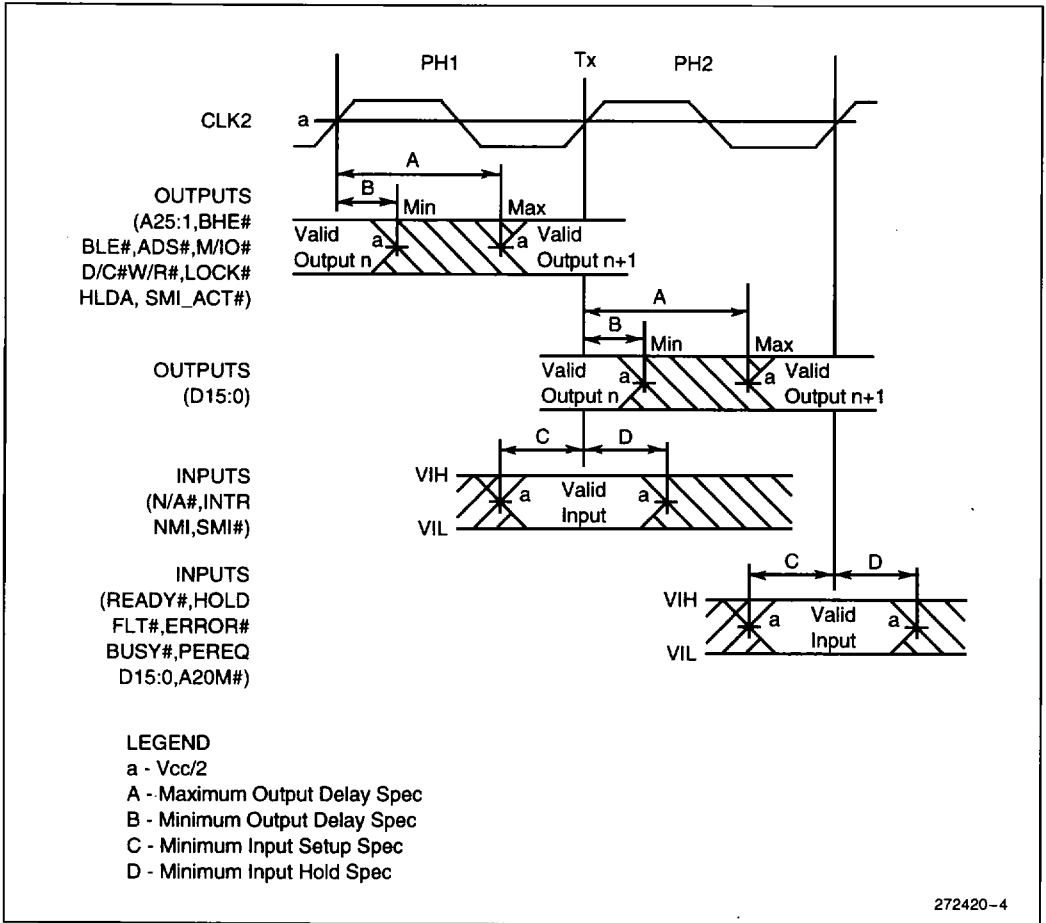 PH1 Tx PH2
CLK2 a
A
B
OUTPUTS
(A25:1,BHE#
BLE#,ADS#,M/IO#
D/C#W/R#,LOCK#
HLDA, SMI_ACT#)
Min Max
Valid
Output n
a a
Valid
Output n+1
A
B
OUTPUTS
(D15:0)
Min Max
Valid
Output n
a a
Valid
Output n+1
C D
INPUTS
(N/A#,INTR
NMI,SMI#)
VIH
VIL
a
Valid
Input
a
C D
INPUTS
(READY#,HOLD
FLT#,ERROR#
BUSY#,PEREQ
D15:0,A20M#)
VIH
VIL
a
Valid
Input
a
LEGEND
a - Vcc/2
A - Maximum Output Delay Spec
B - Minimum Output Delay Spec
C - Minimum Input Setup Spec
D - Minimum Input Hold Spec
272420-4